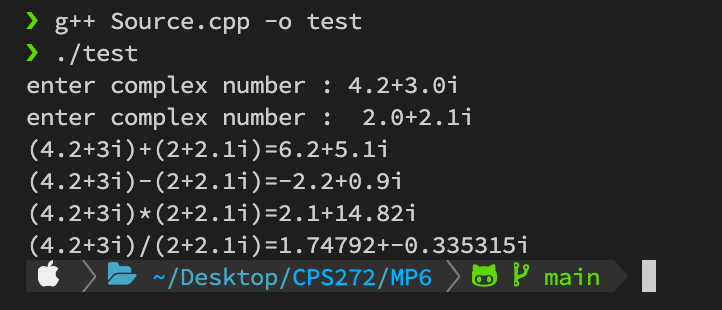 ❯ g++ Source.cpp -o test
❯ ./test
enter complex number : 4.2+3.0i
enter complex number :  2.0+2.1i
(4.2+3i)+(2+2.1i)=6.2+5.1i
(4.2+3i)-(2+2.1i)=-2.2+0.9i
(4.2+3i)*(2+2.1i)=2.1+14.82i
(4.2+3i)/(2+2.1i)=1.74792+-0.335315i
~/Desktop/CPS272/MP6 main